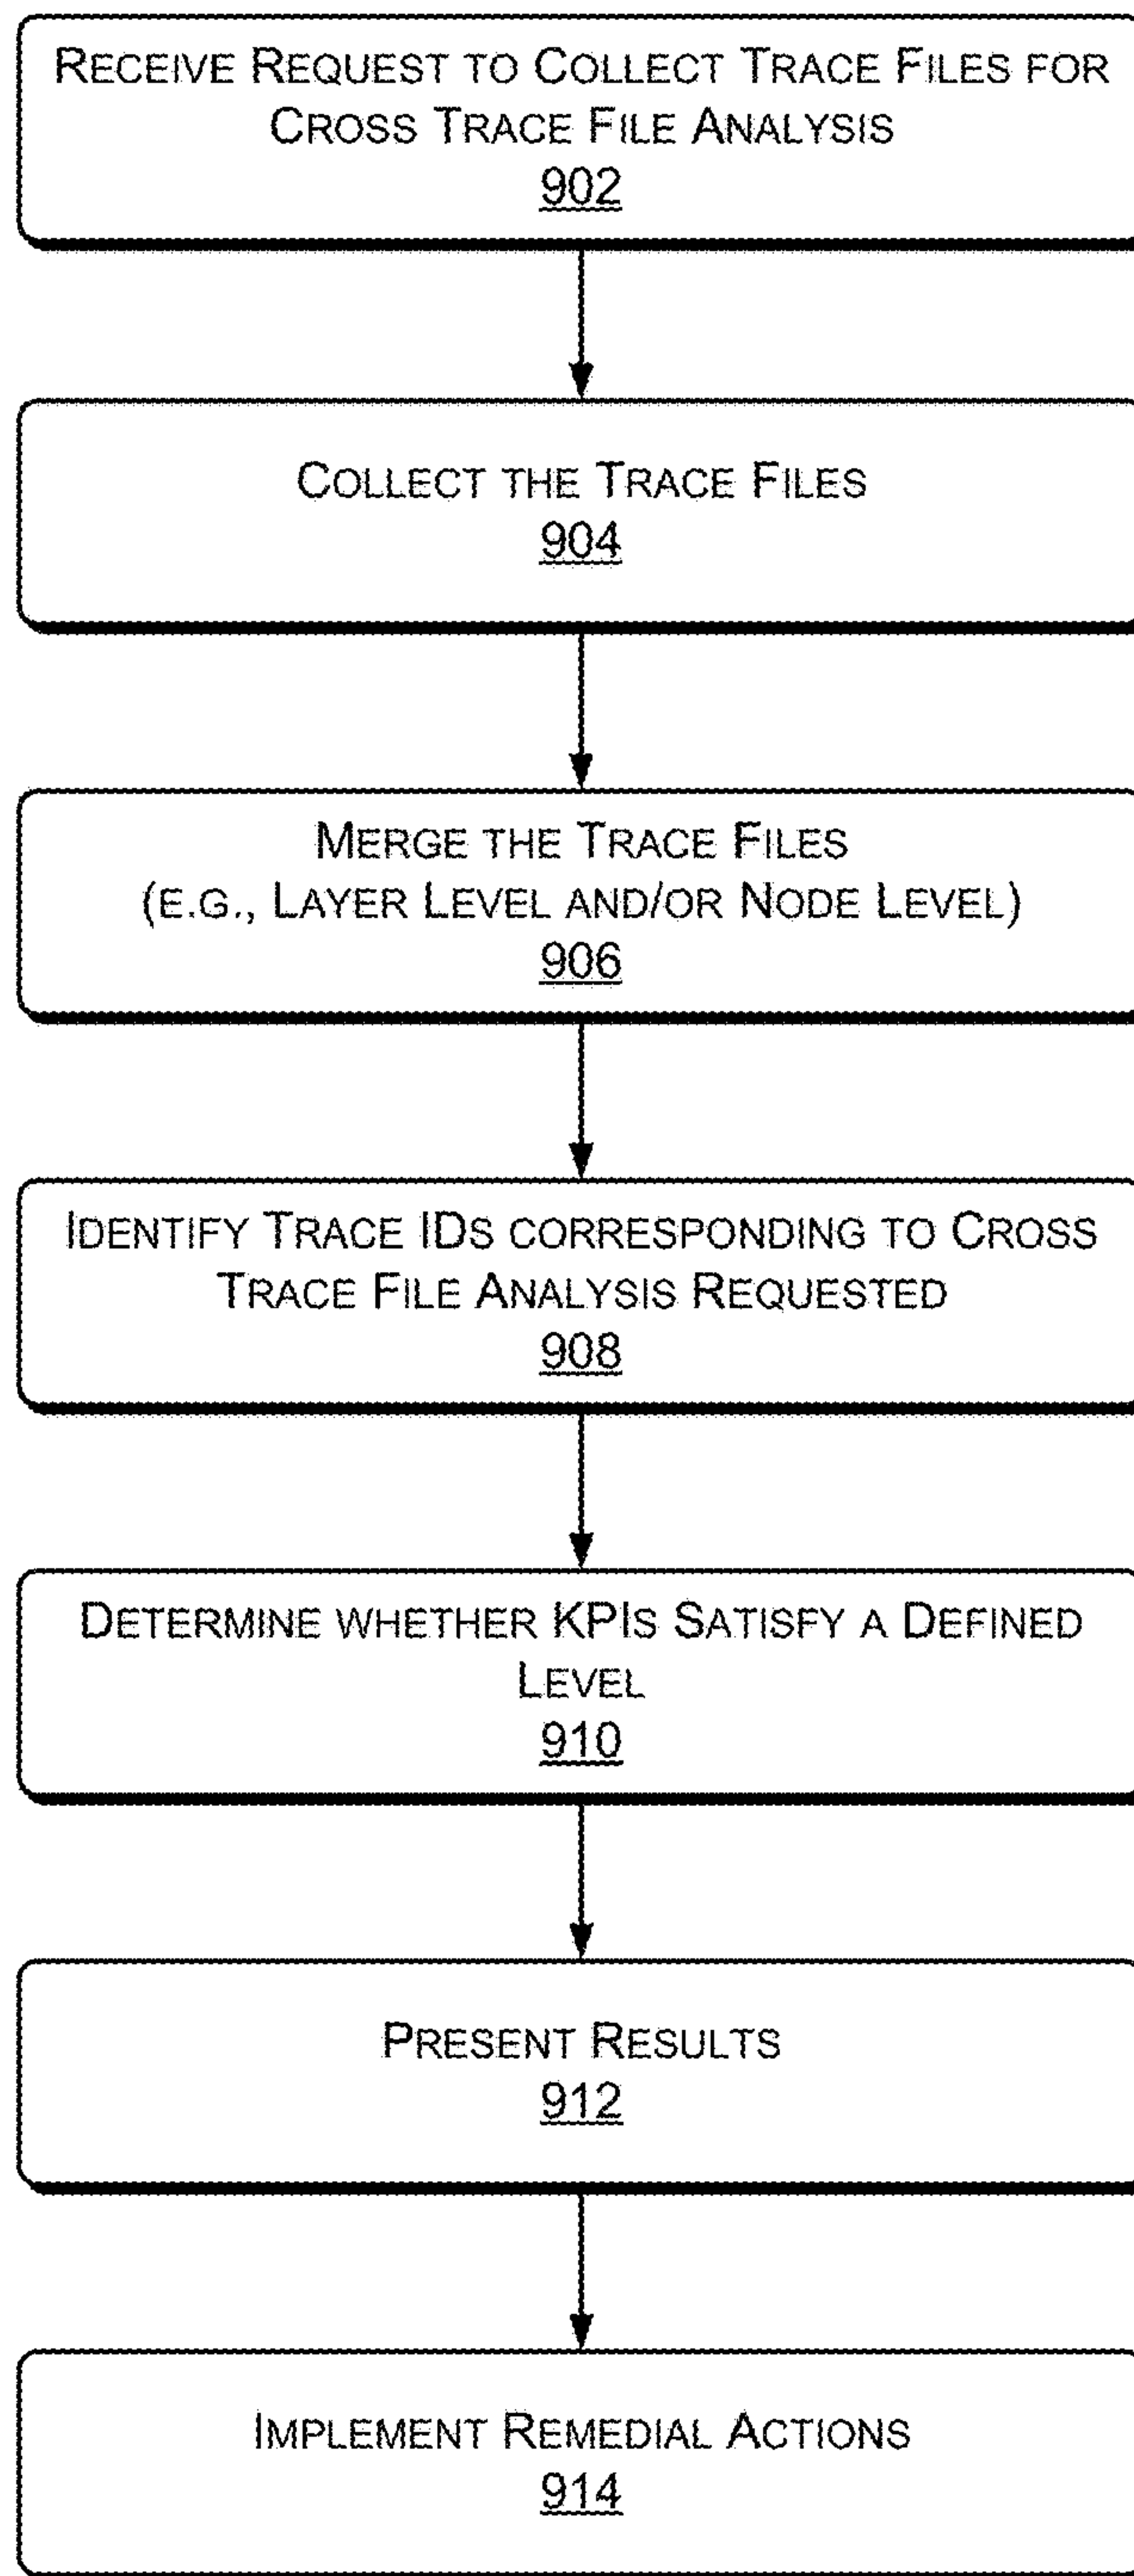 RECEIVE REQUEST TO COLLECT TRACE FILES FOR
CROSS TRACE FILE ANALYSIS
902
COLLECT THE TRACE FILES
904
MERGE THE TRACE FILES
(E.G., LAYER LEVEL AND/OR NODE LEVEL)
906
IDENTIFY TRACE IDS CORRESPONDING TO CROSS
TRACE FILE ANALYSIS REQUESTED
908
DETERMINE WHETHER KPIS SATISFY A DEFINED
LEVEL
910
PRESENT RESULTS
912
IMPLEMENT REMEDIAL ACTIONS
914